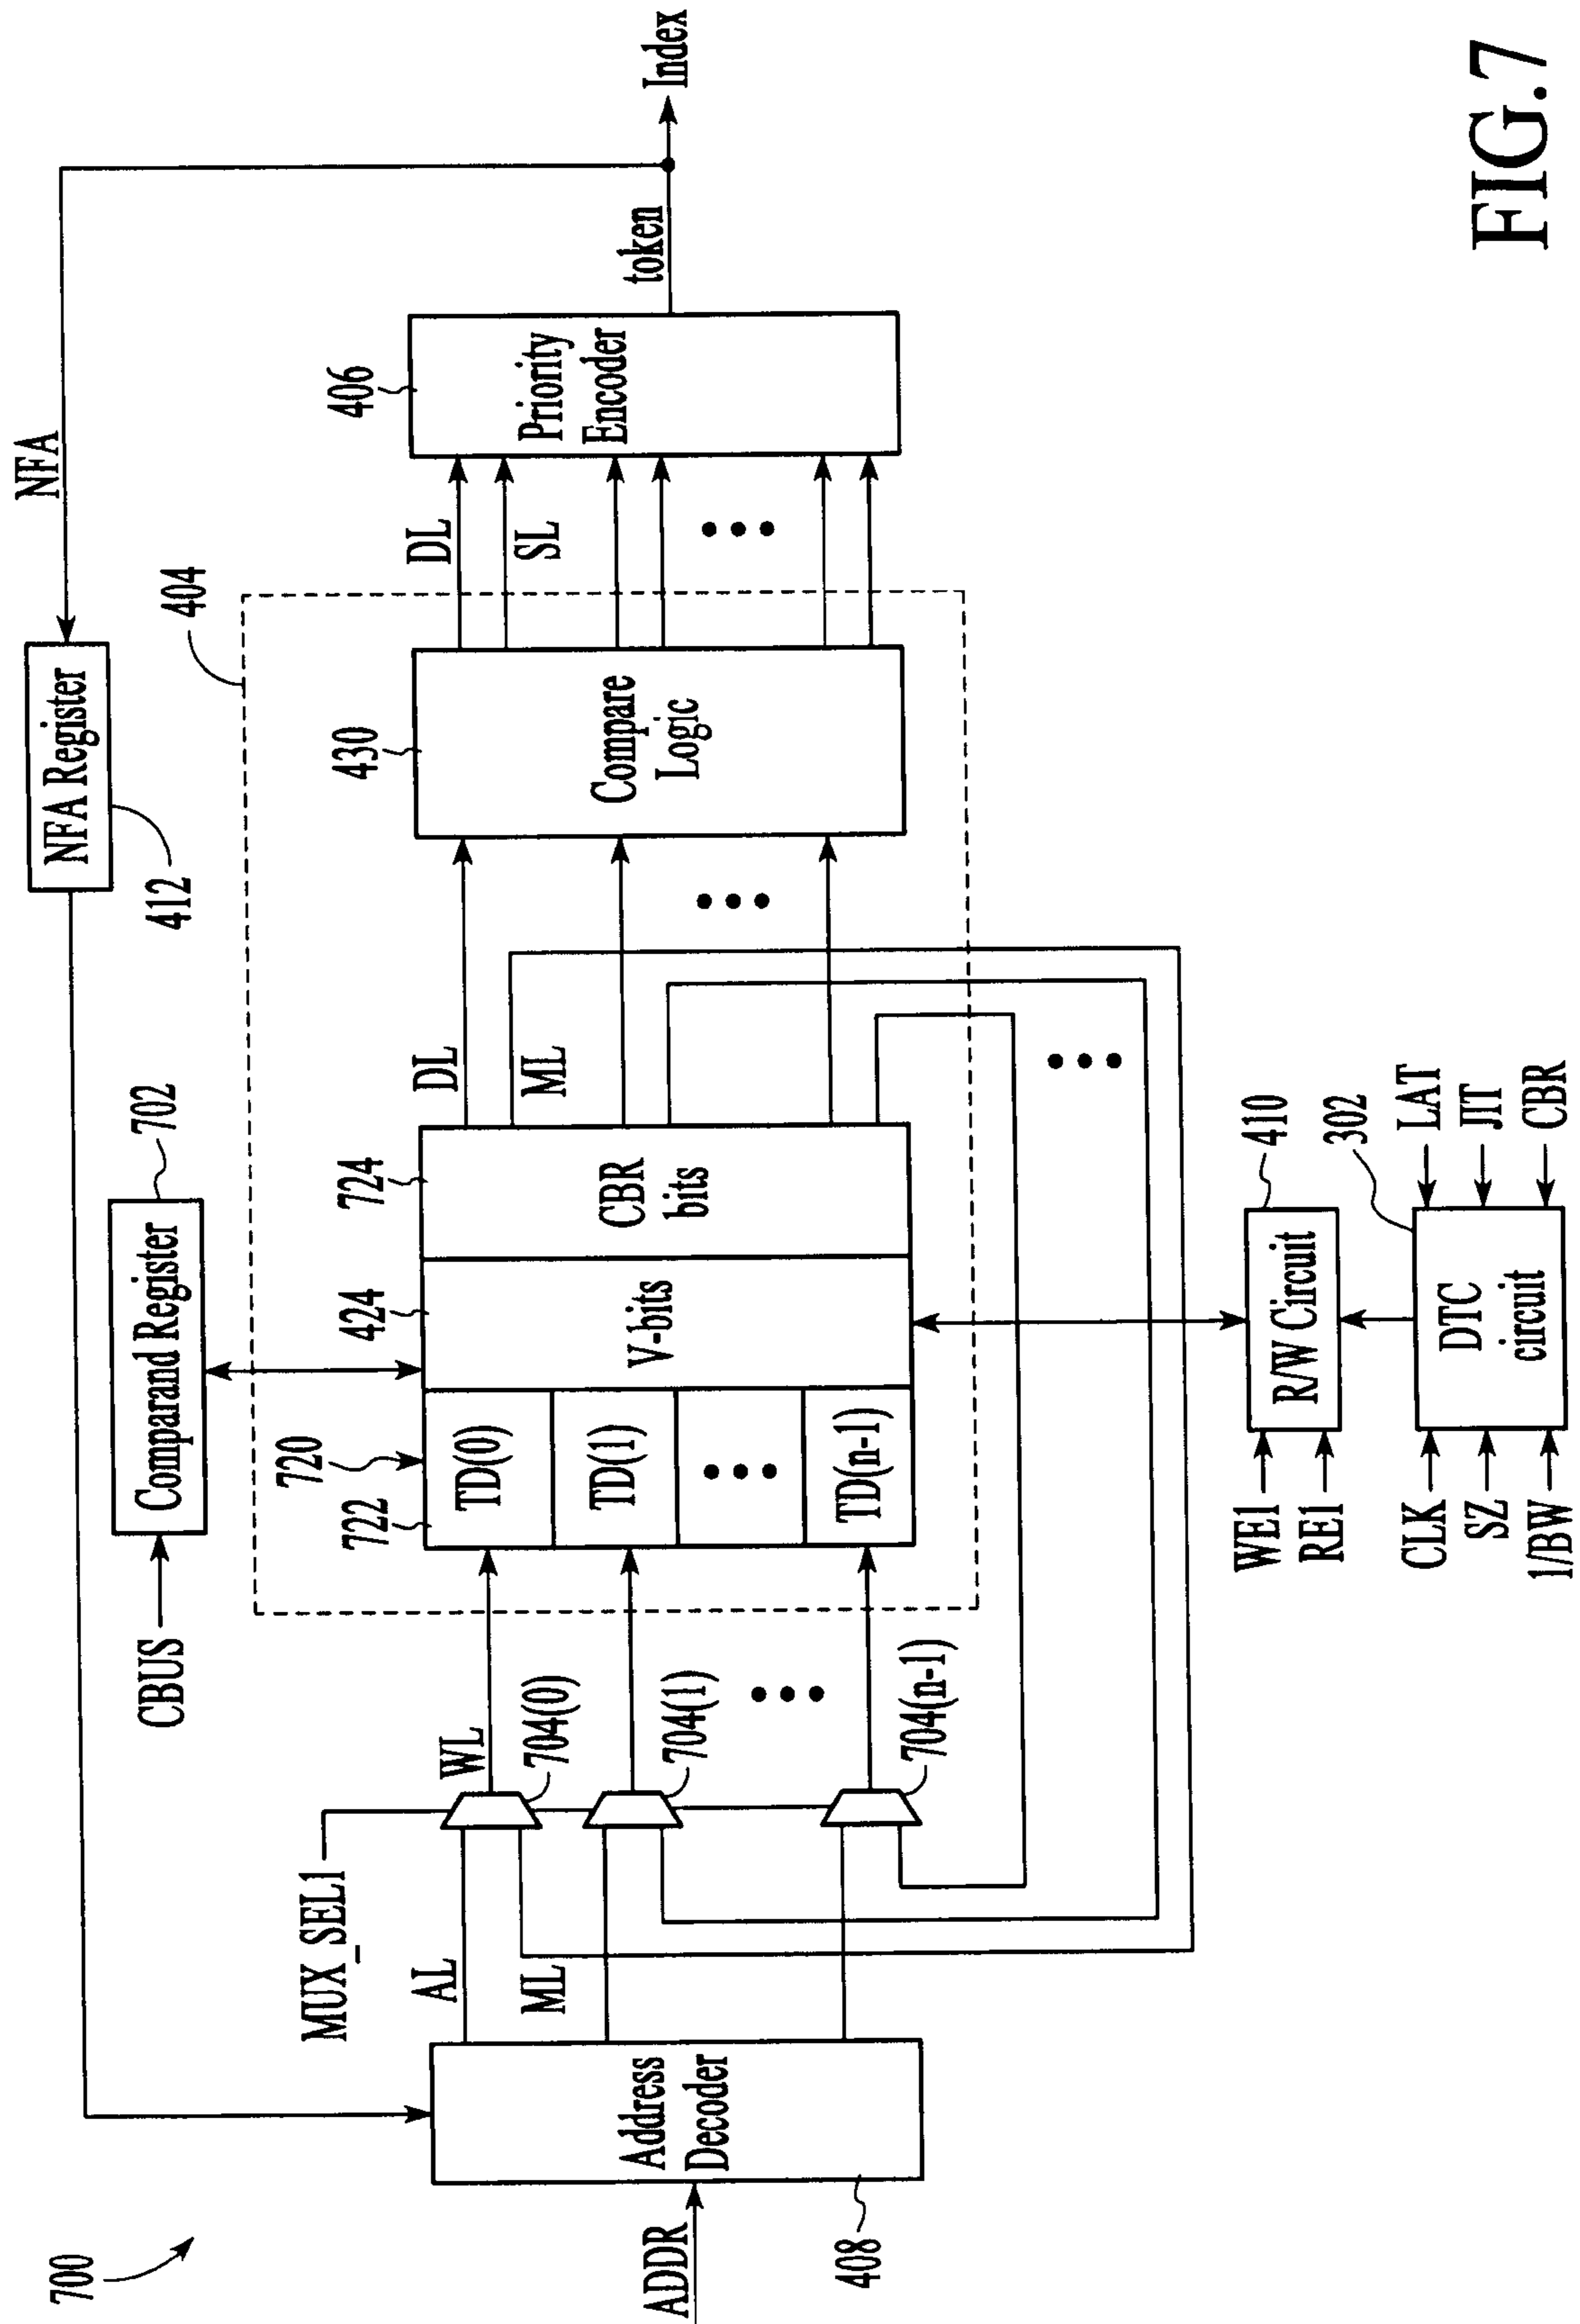 700
NFA
NFA Register
412
404
CBUS
Comparand Register
702
MUX_SEL1
ADDR
Address
Decoder
408
AL
ML
WL
704(0)
704(1)
704(n-1)
720
722
TD(0)
TD(1)
TD(n-1)
424
V-bits
724
CBR
bits
DL
ML
430
Compare
Logic
DL
SL
406
Priority
Encoder
token
Index
WE1
RE1
R/W Circuit
410
CLK
SZ
1/BW
DTC
circuit
302
LAT
JIT
CBR
FIG.7